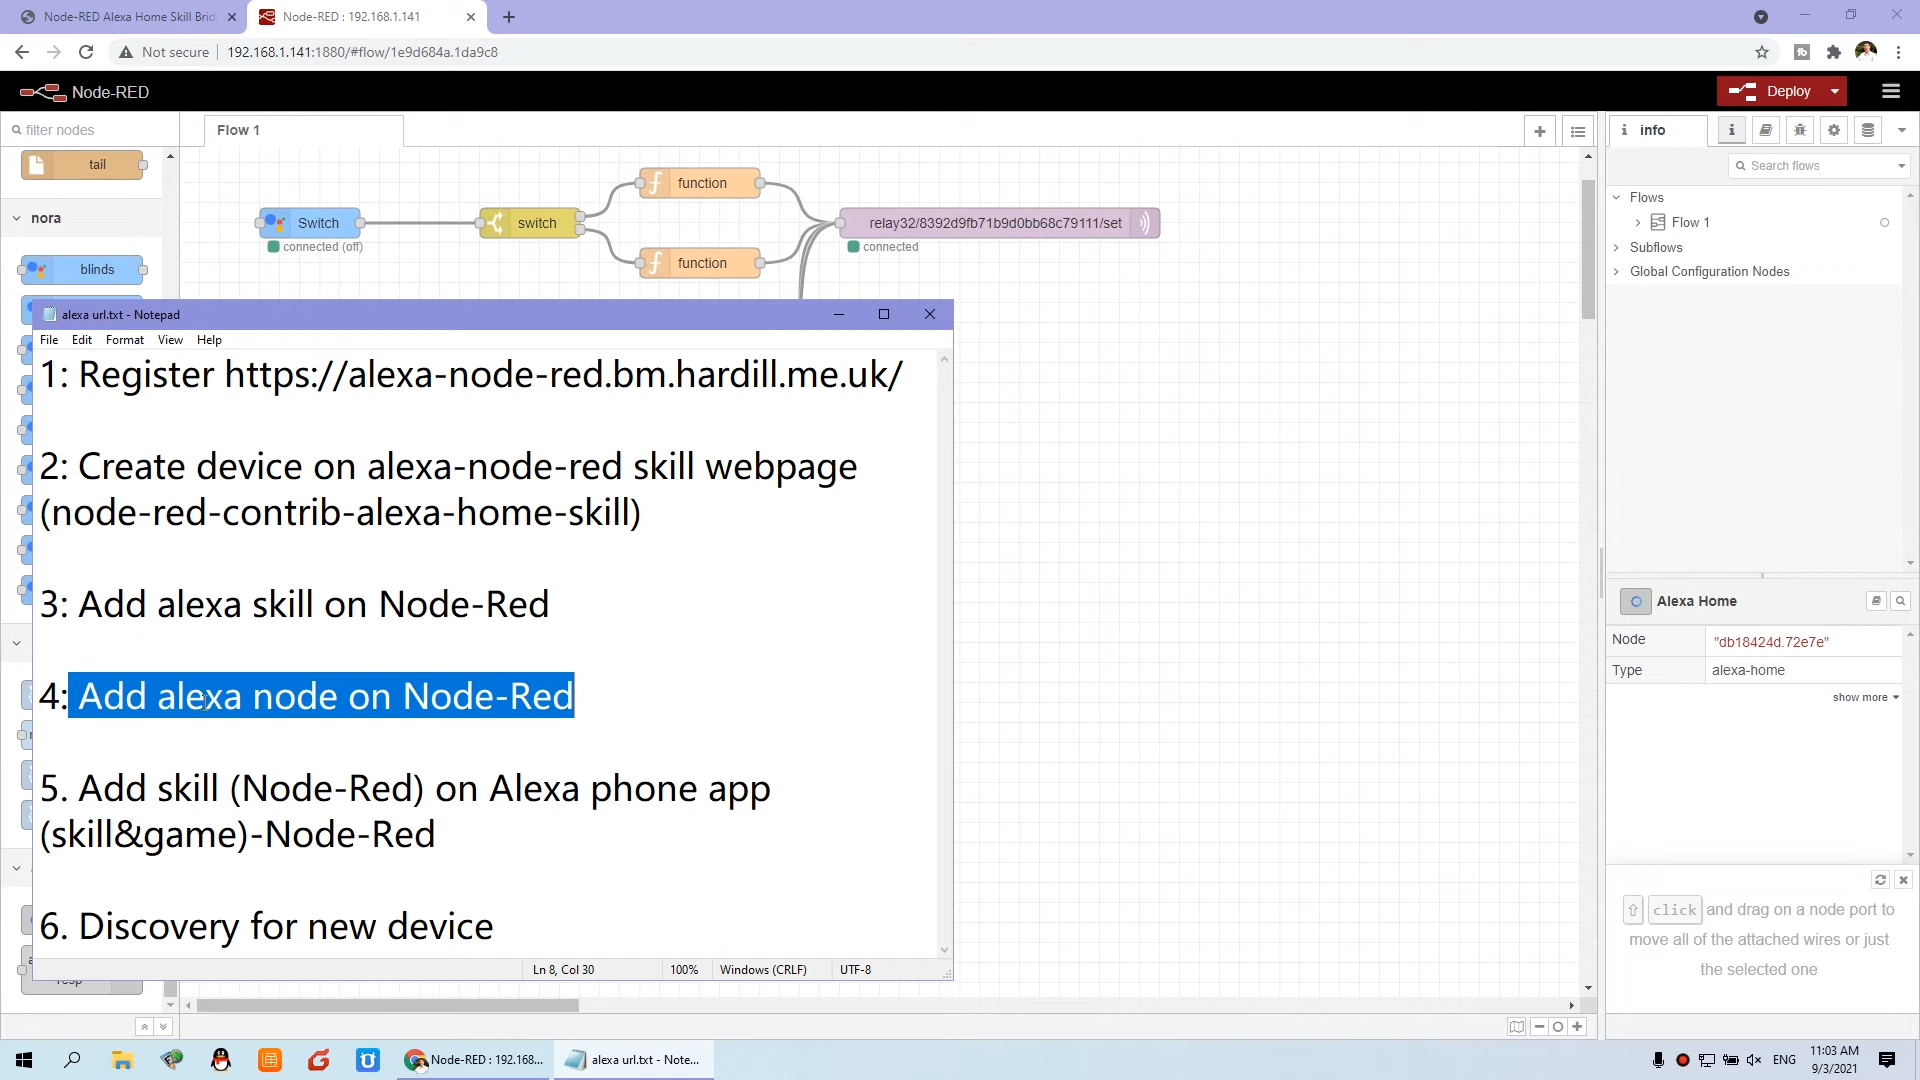 Node-RED Alexa Home Skill Brid
Node-RED : 192.168.1.141
Not secure
192.168.1.141:1880/#flow/1e9d684a.1da9c8
Node-RED
Deploy
filter nodes
Flow 1
info
Search flows
tail
nora
blinds
Switch
connected (off)
switch
function
function
relay32/8392d9fb71b9d0bb68c79111/set
connected
Flows
Flow 1
Subflows
Global Configuration Nodes
alexa url.txt - Notepad
File Edit Format View Help
1: Register https://alexa-node-red.bm.hardill.me.uk/
2: Create device on alexa-node-red skill webpage
(node-red-contrib-alexa-home-skill)
3: Add alexa skill on Node-Red
4: Add alexa node on Node-Red
5. Add skill (Node-Red) on Alexa phone app
(skill&game)-Node-Red
6. Discovery for new device
Ln 8, Col 30
100%
Windows (CRLF)
UTF-8
Alexa Home
Node "db18424d.72e7e"
Type alexa-home
show more
click and drag on a node port to
move all of the attached wires or just
the selected one
Node-RED : 192.168...
alexa url.txt - Note...
ENG
11:03 AM
9/3/2021